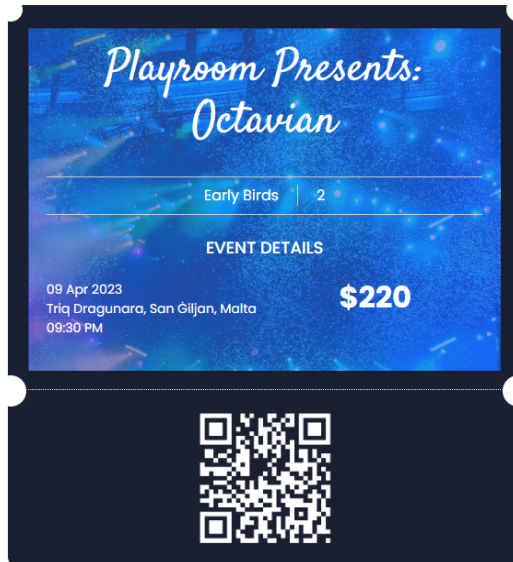 Playroom Presents:
Octavian
Early Birds 2
EVENT DETAILS
09 Apr 2023
Triq Dragunara, San Ġiljan, Malta
09:30 PM
$220